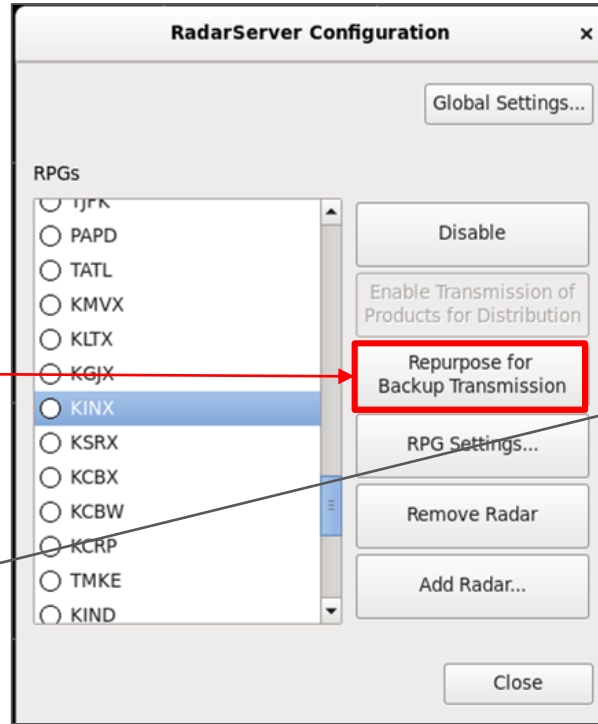 RadarServer Configuration ×
Global Settings...
RPGs
TJFK
PAPD
TATL
KMVX
KLTX
KGJX
KINX
KSRX
KCBX
KCBW
KCRP
TMKE
KIND
Disable
Enable Transmission of
Products for Distribution
Repurpose for
Backup Transmission
RPG Settings...
Remove Radar
Add Radar...
Close